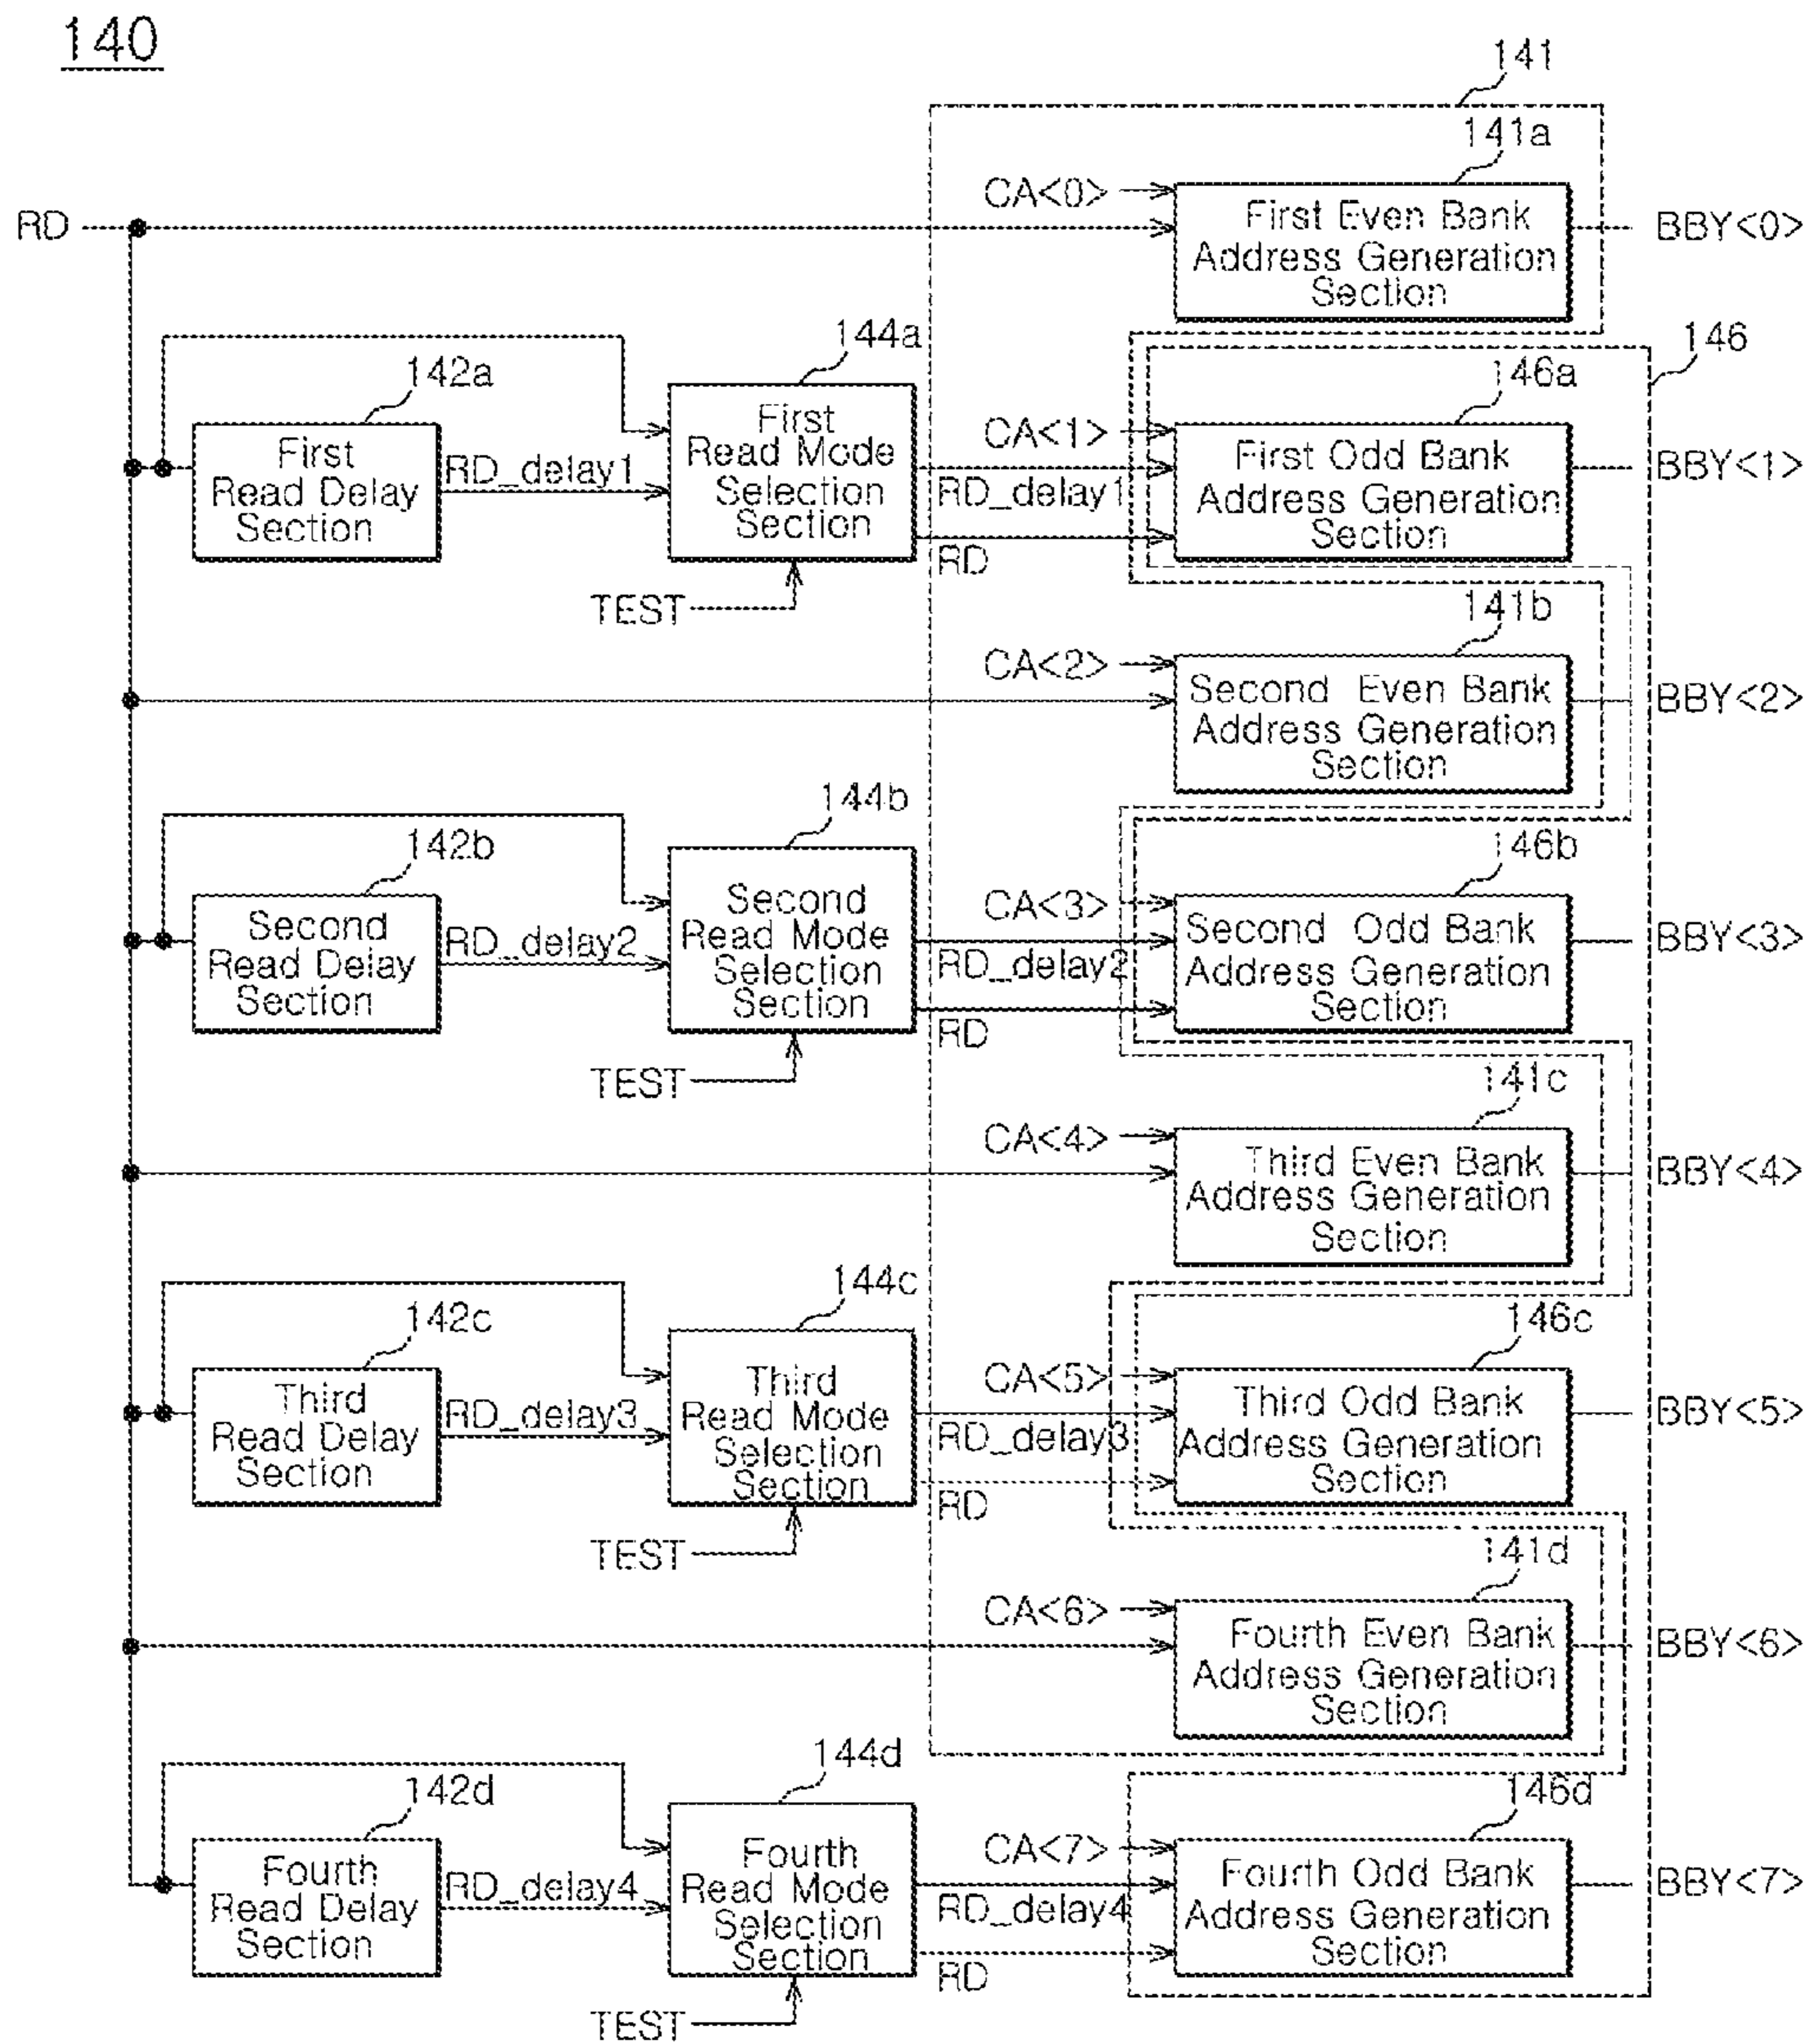 140
141
141a
CA<0>
RD
First Even Bank
Address Generation
Section
BBY<0>
144a
146
142a
146a
First
Read Delay
Section
RD_delay1
First
Read Mode
Selection
Section
CA<1>
RD_delay1
RD
First Odd Bank
Address Generation
Section
BBY<1>
TEST
141b
CA<2>
Second Even Bank
Address Generation
Section
BBY<2>
144b
142b
146b
Second
Read Delay
Section
RD_delay2
Second
Read Mode
Selection
Section
CA<3>
RD_delay2
RD
Second Odd Bank
Address Generation
Section
BBY<3>
TEST
141c
CA<4>
Third Even Bank
Address Generation
Section
BBY<4>
144c
142c
146c
Third
Read Delay
Section
RD_delay3
Third
Read Mode
Selection
Section
CA<5>
RD_delay3
RD
Third Odd Bank
Address Generation
Section
BBY<5>
TEST
141d
CA<6>
Fourth Even Bank
Address Generation
Section
BBY<6>
144d
142d
146d
Fourth
Read Delay
Section
RD_delay4
Fourth
Read Mode
Selection
Section
CA<7>
RD_delay4
RD
Fourth Odd Bank
Address Generation
Section
BBY<7>
TEST